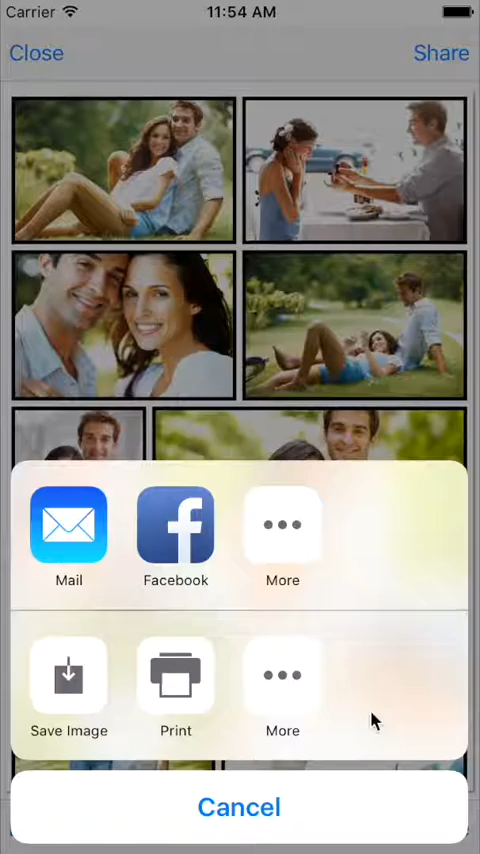 Carrier 11:54 AM
Close Share
Mail Facebook More
Save Image Print More
Cancel